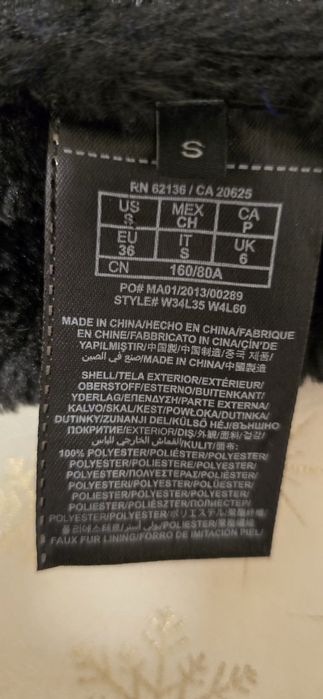 S
RN 62136 / CA 20625
US S MEX CH CA P
EU 36 IT S UK 6
CN 160/80A
PO# MA01/2013/00289
STYLE# W34L35 W4L60
MADE IN CHINA/HECHO EN CHINA/FABRIQUE
EN CHINE/FABBRICATO IN CINA/ÇIN'DE
YAPILMIŞTIR/中国製/中国制造/중국 제품/
صنع في الصين/MADE IN CHINA/中國製造
SHELL/TELA EXTERIOR/EXTÉRIEUR/
OBERSTOFF/ESTERNO/BUITENKANT/
YDERLAG/ΕΠΕΝΔΥΣΗ/PARTE EXTERNA/
KALVO/SKAL/KEST/POWŁOKA/DUTINKA/
DUTINKY/ZUNANJI DEL/KÜLSŐ HÉJ/ВЪНШНО
ПОКРИТИЕ/EXTERIOR/DIŞ/外観/面料/겉감/
القماش الخارجي للباس/KULIT/面布:
100% POLYESTER/POLIÉSTER/POLYESTER/
POLYESTER/POLIESTERE/POLYESTER/
POLYESTER/ΠΟΛΥΕΣΤΕΡΑΣ/POLIÉSTER/
POLYESTER/POLYESTER/POLIESTER/
POLYESTER/POLYESTER/POLIESTER/
POLIÉSZTER/ПОЛИЕСТЕР/
POLYESTER/ポリエステル/聚酯纤维/
폴리에스테르/بولي إستر/POLIESTER/聚酯纖維
FAUX FUR LINING/FORRO DE IMITACIÓN PIEL/